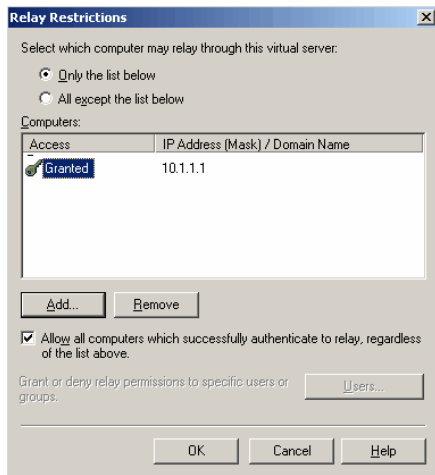 Relay Restrictions
Select which computer may relay through this virtual server:
Only the list below
All except the list below
Computers:
Access IP Address (Mask) / Domain Name
Granted 10.1.1.1
Add... Remove
Allow all computers which successfully authenticate to relay, regardless
of the list above.
Grant or deny relay permissions to specific users or
groups.
Users...
OK Cancel Help